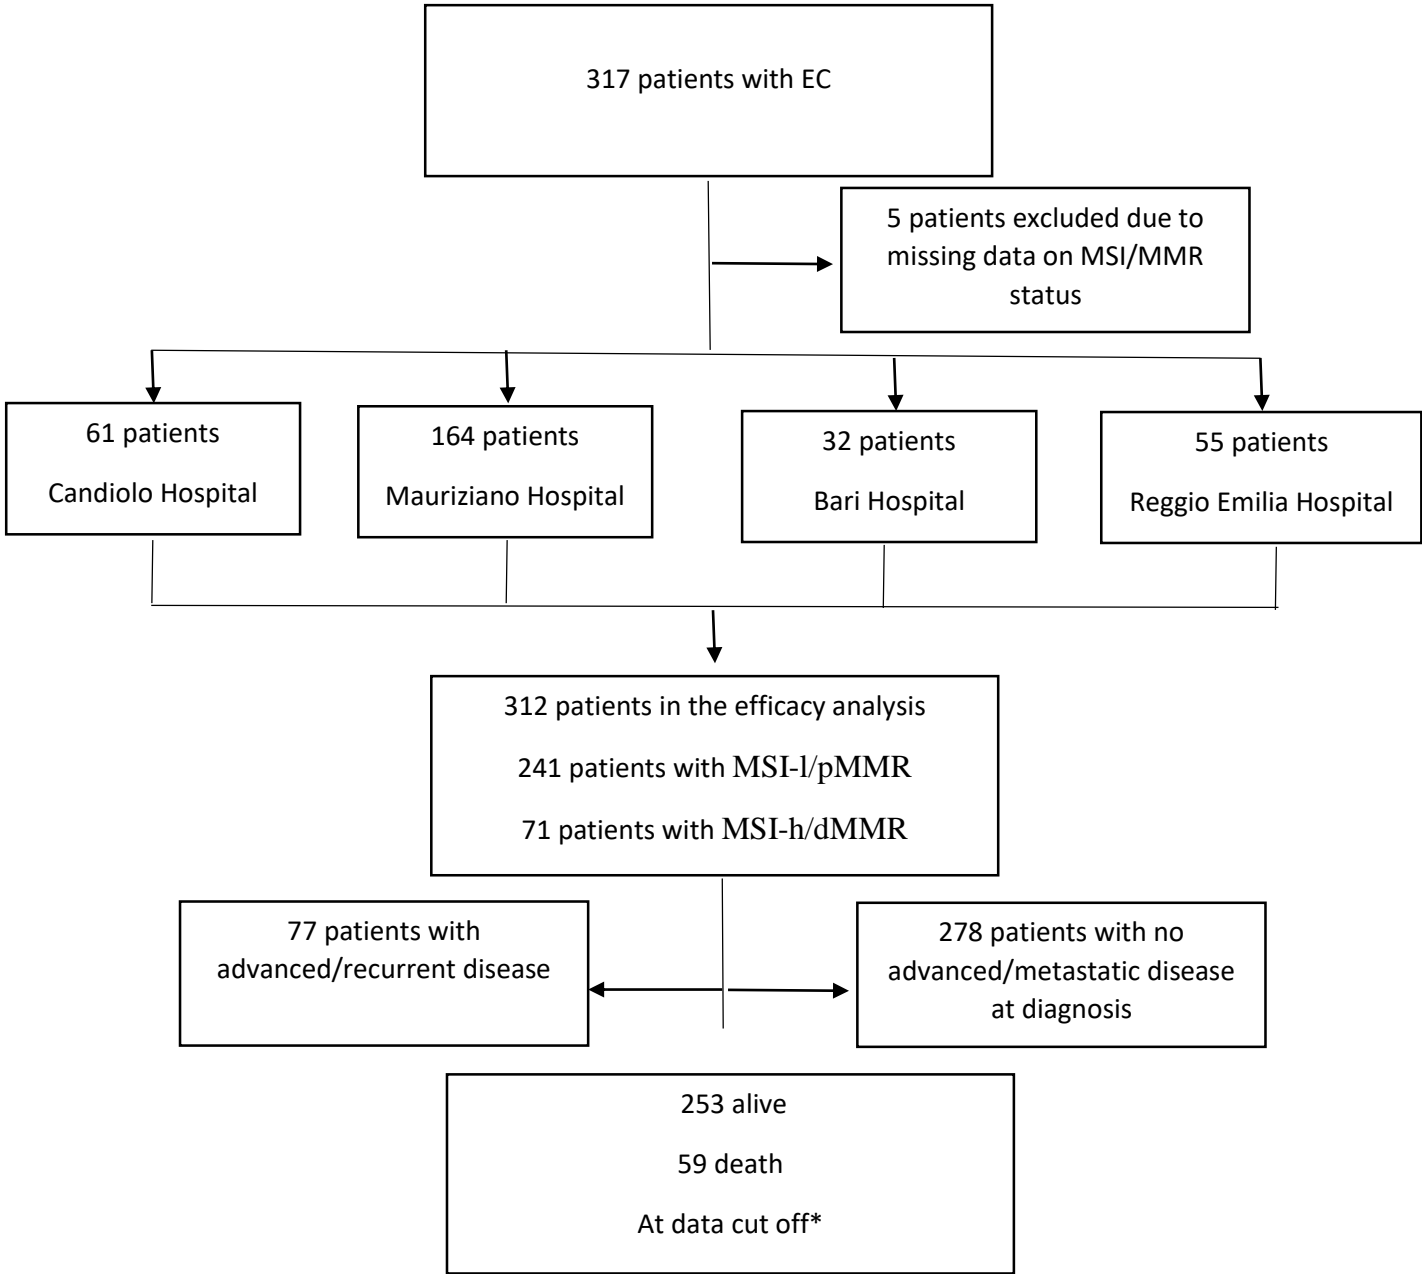 317 patients with EC
5 patients excluded due to
missing data on MSI/MMR
status
61 patients
Candiolo Hospital
164 patients
Mauriziano Hospital
32 patients
Bari Hospital
55 patients
Reggio Emilia Hospital
312 patients in the efficacy analysis
241 patients with MSI-l/pMMR
71 patients with MSI-h/dMMR
77 patients with
advanced/recurrent disease
278 patients with no
advanced/metastatic disease
at diagnosis
253 alive
59 death
At data cut off*